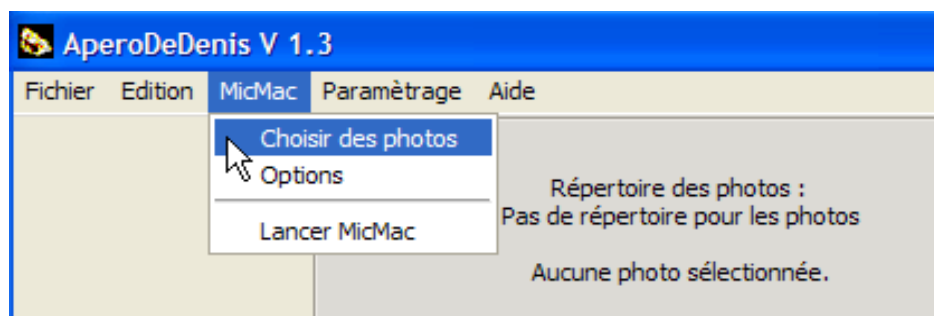 AperoDeDenis V 1.3
Fichier Edition MicMac Paramètrage Aide
Choisir des photos
Options
Lancer MicMac
Répertoire des photos :
Pas de répertoire pour les photos
Aucune photo sélectionnée.